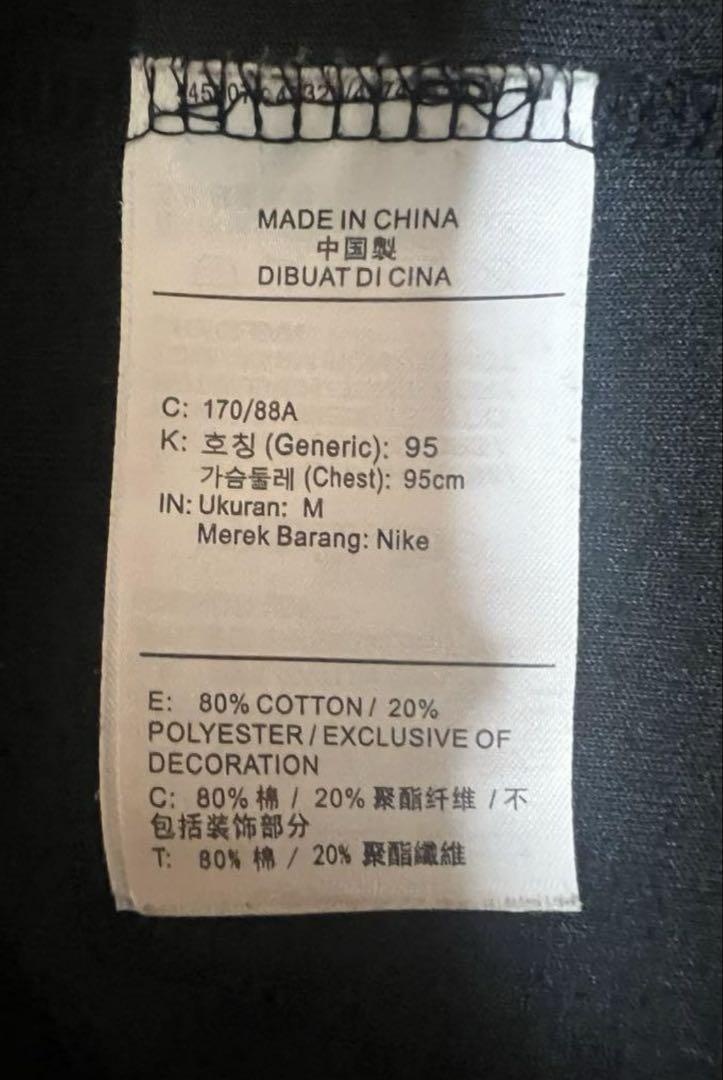 MADE IN CHINA
中国製
DIBUAT DI CINA
C: 170/88A
K: 호칭 (Generic): 95
가슴둘레 (Chest): 95cm
IN: Ukuran: M
Merek Barang: Nike
E: 80% COTTON / 20%
POLYESTER / EXCLUSIVE OF
DECORATION
C: 80% 棉 / 20% 聚酯纤维 / 不
包括装饰部分
T: 80% 棉 / 20% 聚酯纖維